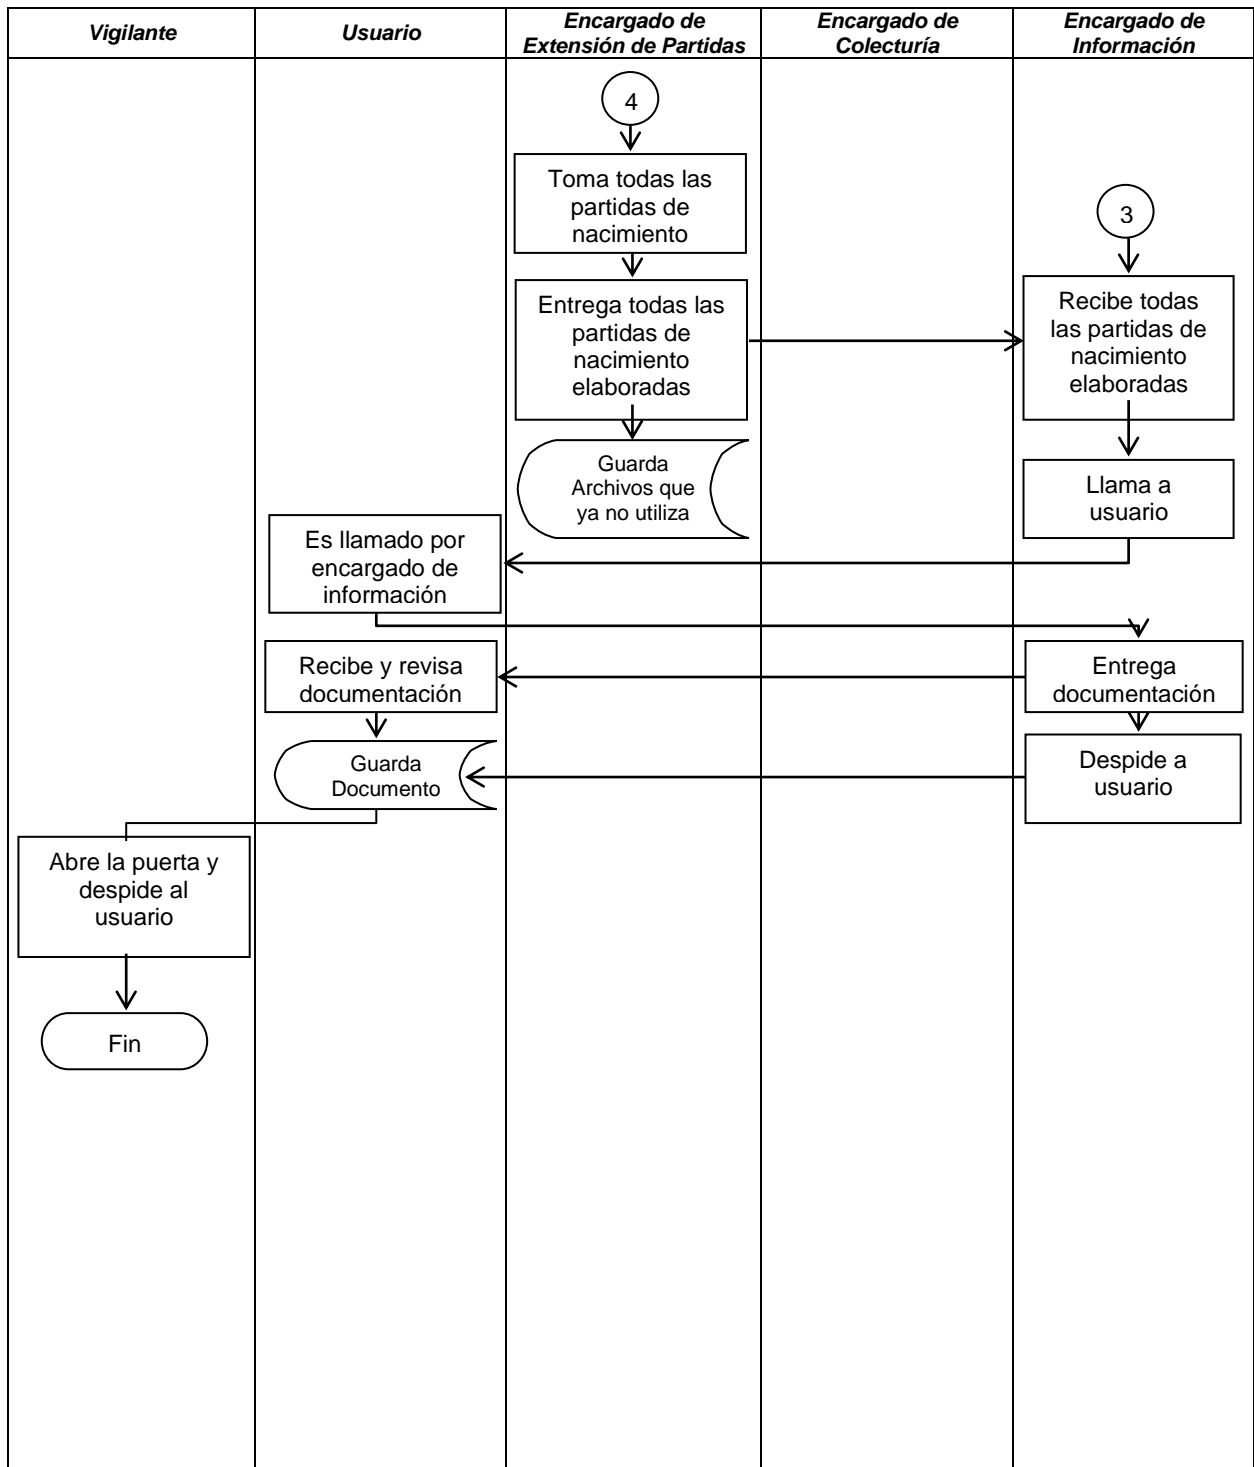 Vigilante
Usuario
Encargado de
Extensión de Partidas
Encargado de
Colecturía
Encargado de
Información
4
Toma todas las
partidas de
nacimiento
3
Entrega todas las
partidas de
nacimiento
elaboradas
Recibe todas
las partidas de
nacimiento
elaboradas
Guarda
Archivos que
ya no utiliza
Llama a
usuario
Es llamado por
encargado de
información
Recibe y revisa
documentación
Entrega
documentación
Guarda
Documento
Despide a
usuario
Abre la puerta y
despide al
usuario
Fin